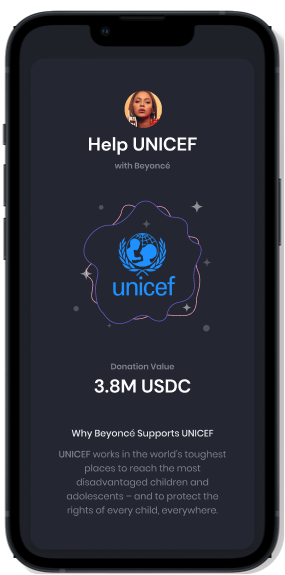 Help UNICEF
with Beyoncé
unicef
Donation Value
3.8M USDC
Why Beyoncé Supports UNICEF
UNICEF works in the world's toughest
places to reach the most
disadvantaged children and
adolescents – and to protect the
rights of every child, everywhere.